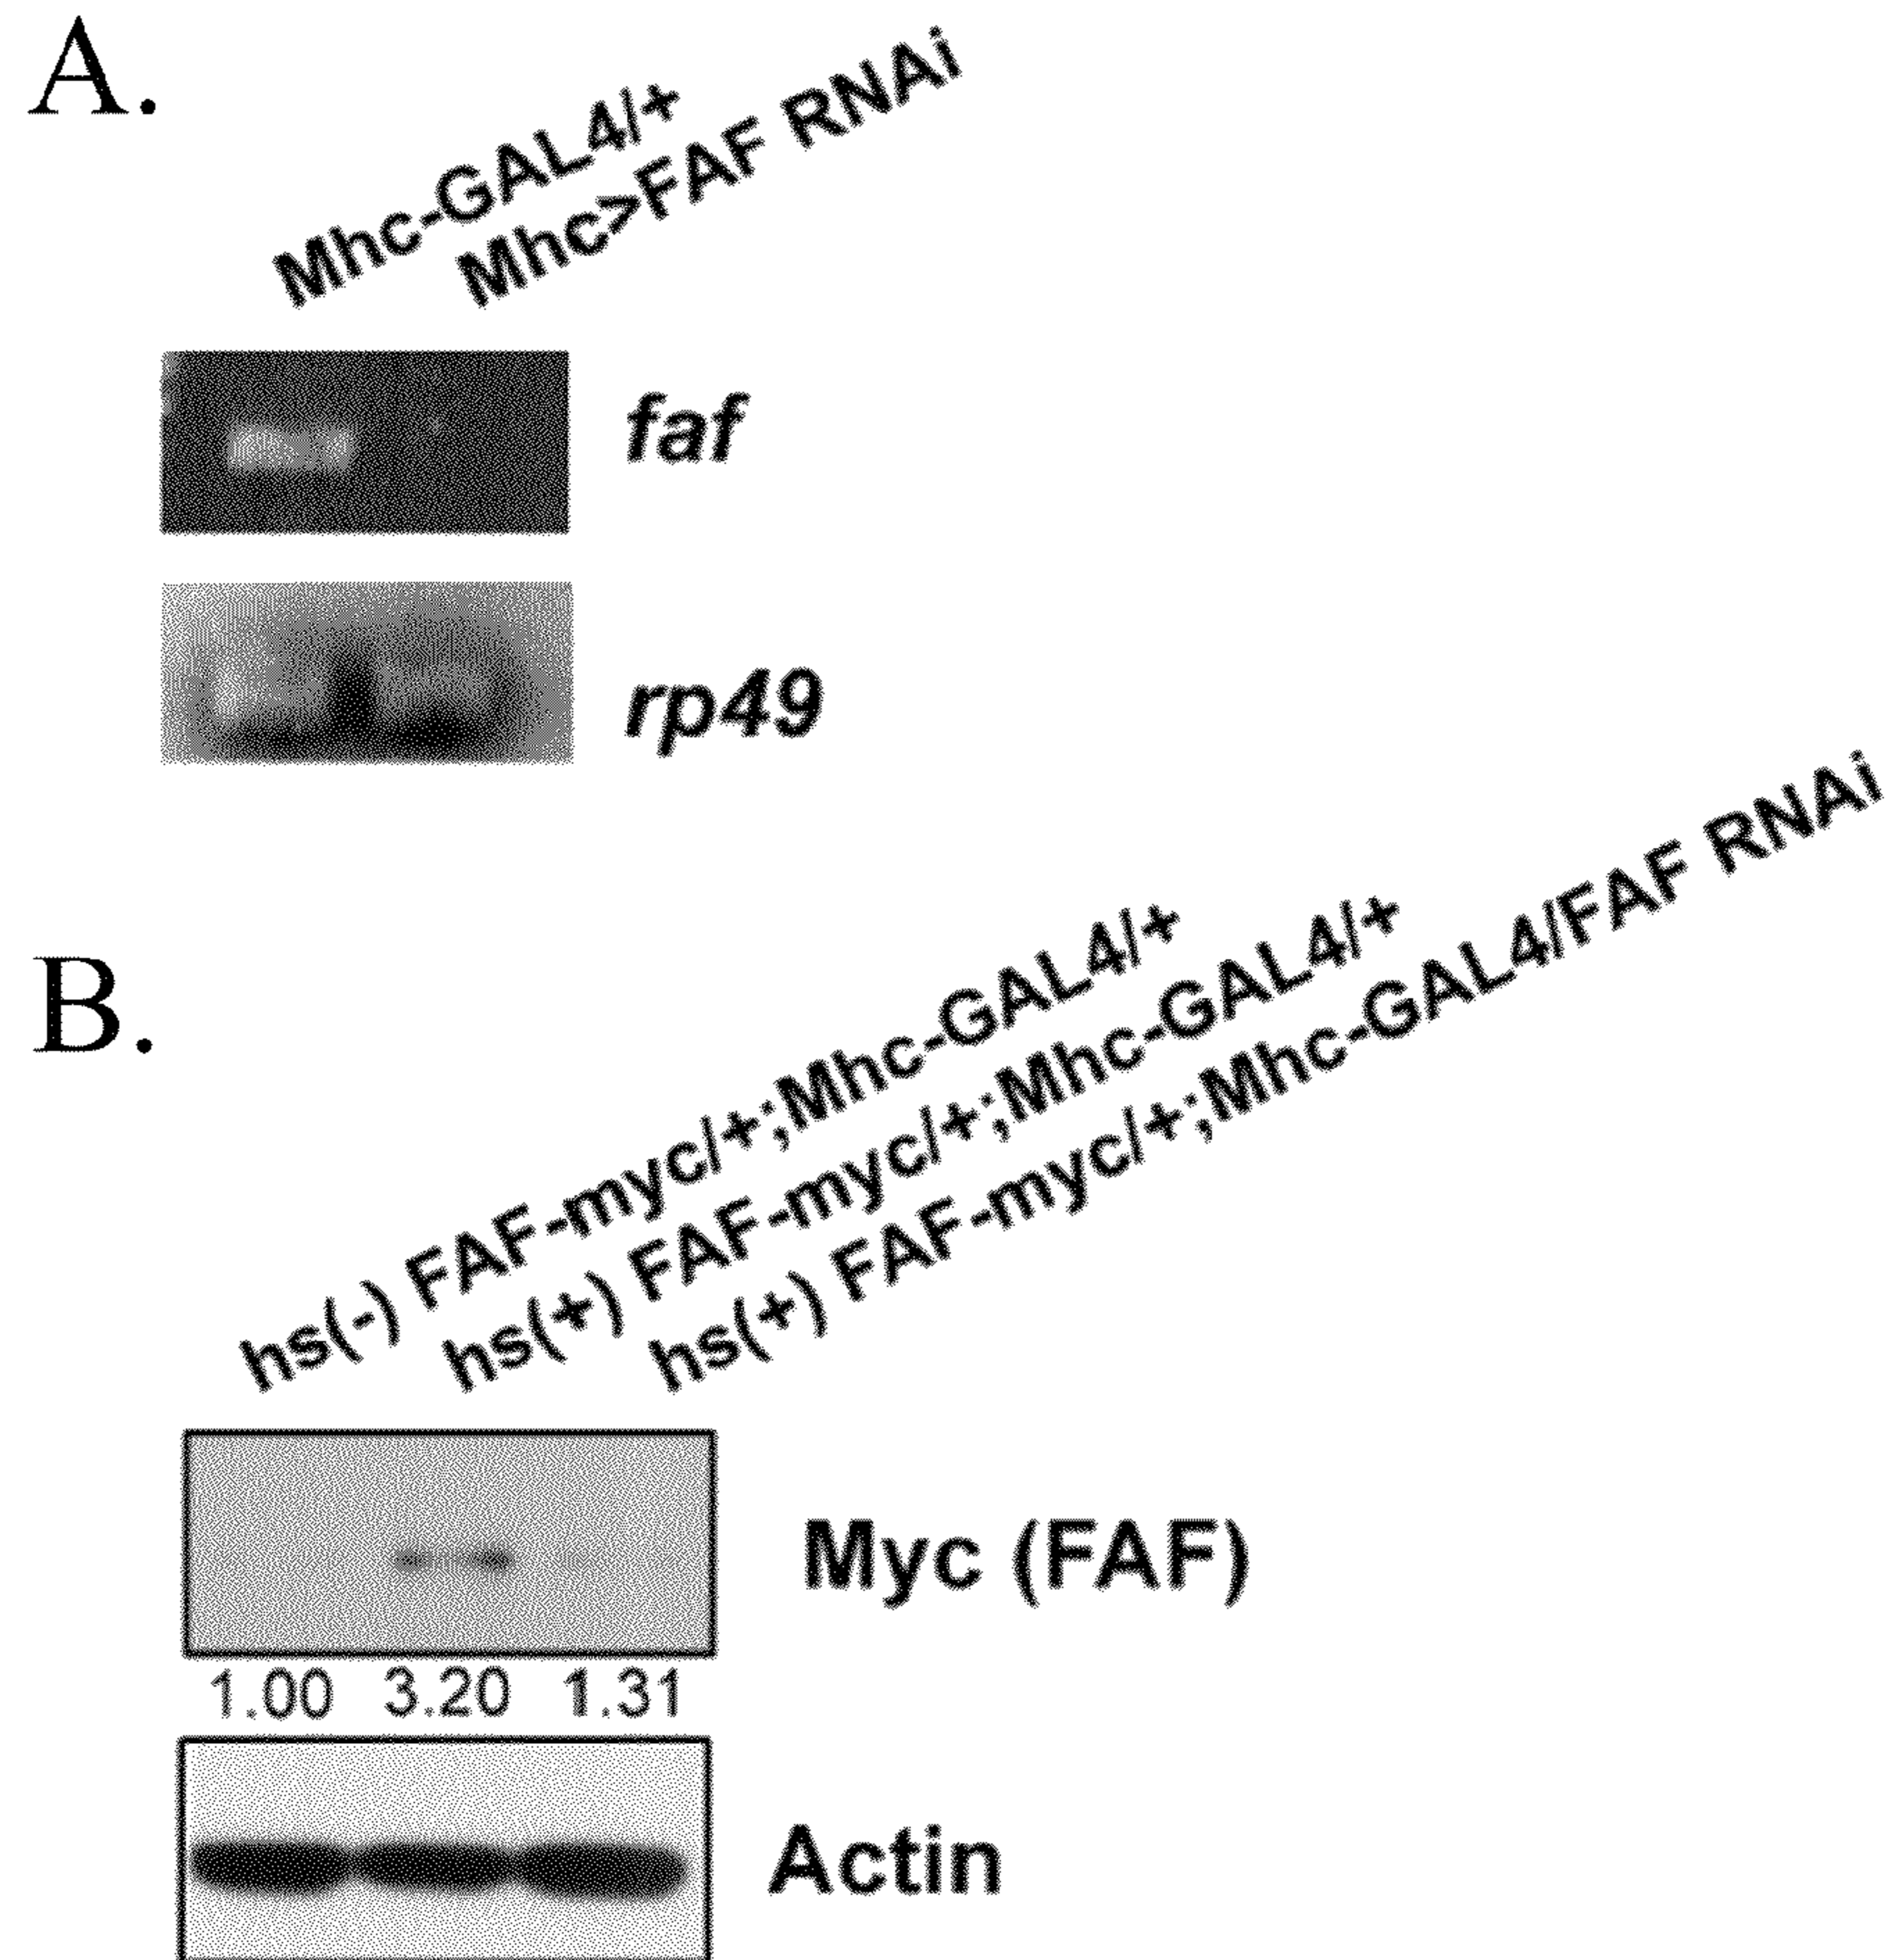 A.
Mhc-GAL4/+
Mhc>FAF RNAi
faf
rp49
B.
hs(-) FAF-myc/+;Mhc-GAL4/+
hs(+) FAF-myc/+;Mhc-GAL4/+
hs(+) FAF-myc/+;Mhc-GAL4/FAF RNAi
Myc (FAF)
1.00 3.20 1.31
Actin